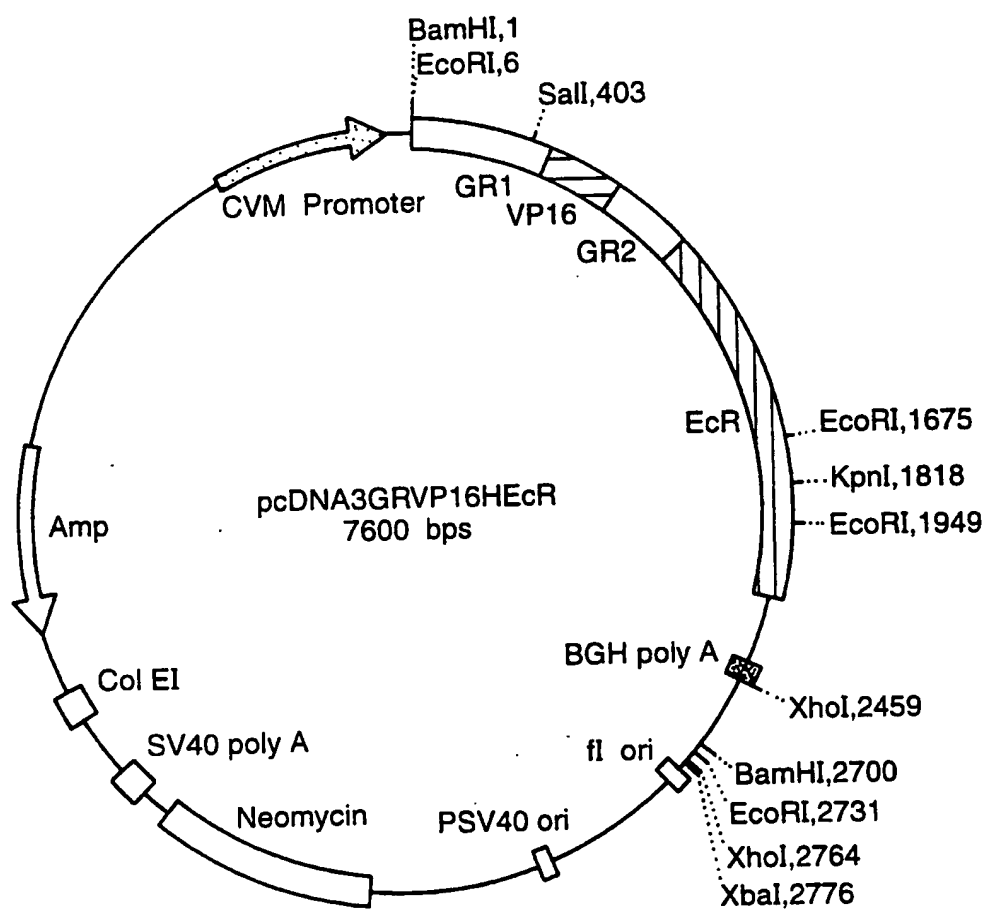 BamHI,1
EcoRI,6
SalI,403
CVM Promoter
GR1
VP16
GR2
EcR
EcoRI,1675
KpnI,1818
EcoRI,1949
pcDNA3GRVP16HEcR
7600 bps
Amp
BGH poly A
XhoI,2459
Col EI
SV40 poly A
fI ori
BamHI,2700
EcoRI,2731
XhoI,2764
XbaI,2776
Neomycin
PSV40 ori